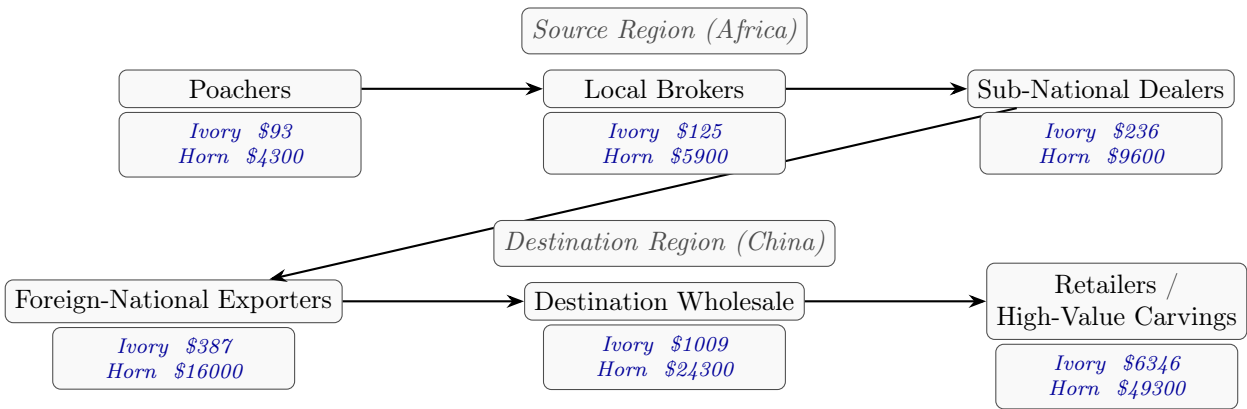 Source Region (Africa)
Poachers
Ivory $93
Horn $4300
Local Brokers
Ivory $125
Horn $5900
Sub-National Dealers
Ivory $236
Horn $9600
Destination Region (China)
Foreign-National Exporters
Ivory $387
Horn $16000
Destination Wholesale
Ivory $1009
Horn $24300
Retailers /
High-Value Carvings
Ivory $6346
Horn $49300